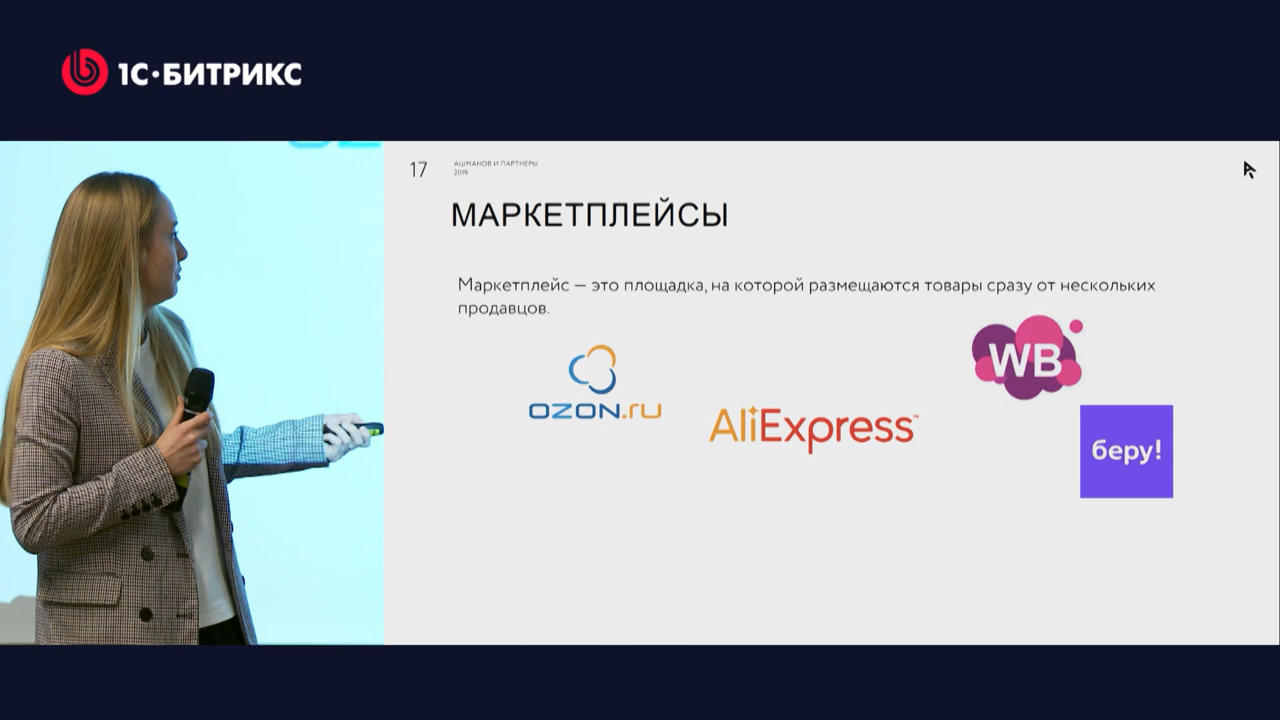 1С·БИТРИКС
17
АШМАНОВ И ПАРТНЕРЫ
2019
МАРКЕТПЛЕЙСЫ
Маркетплейс — это площадка, на которой размещаются товары сразу от нескольких
продавцов.
WB
OZON.ru
AliExpress™
беру!